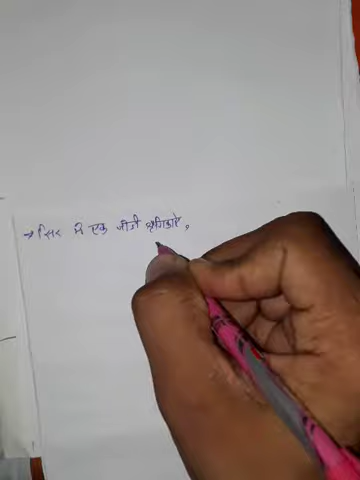 → सिर में एक जोड़ी श्रृंगिकाऐं,